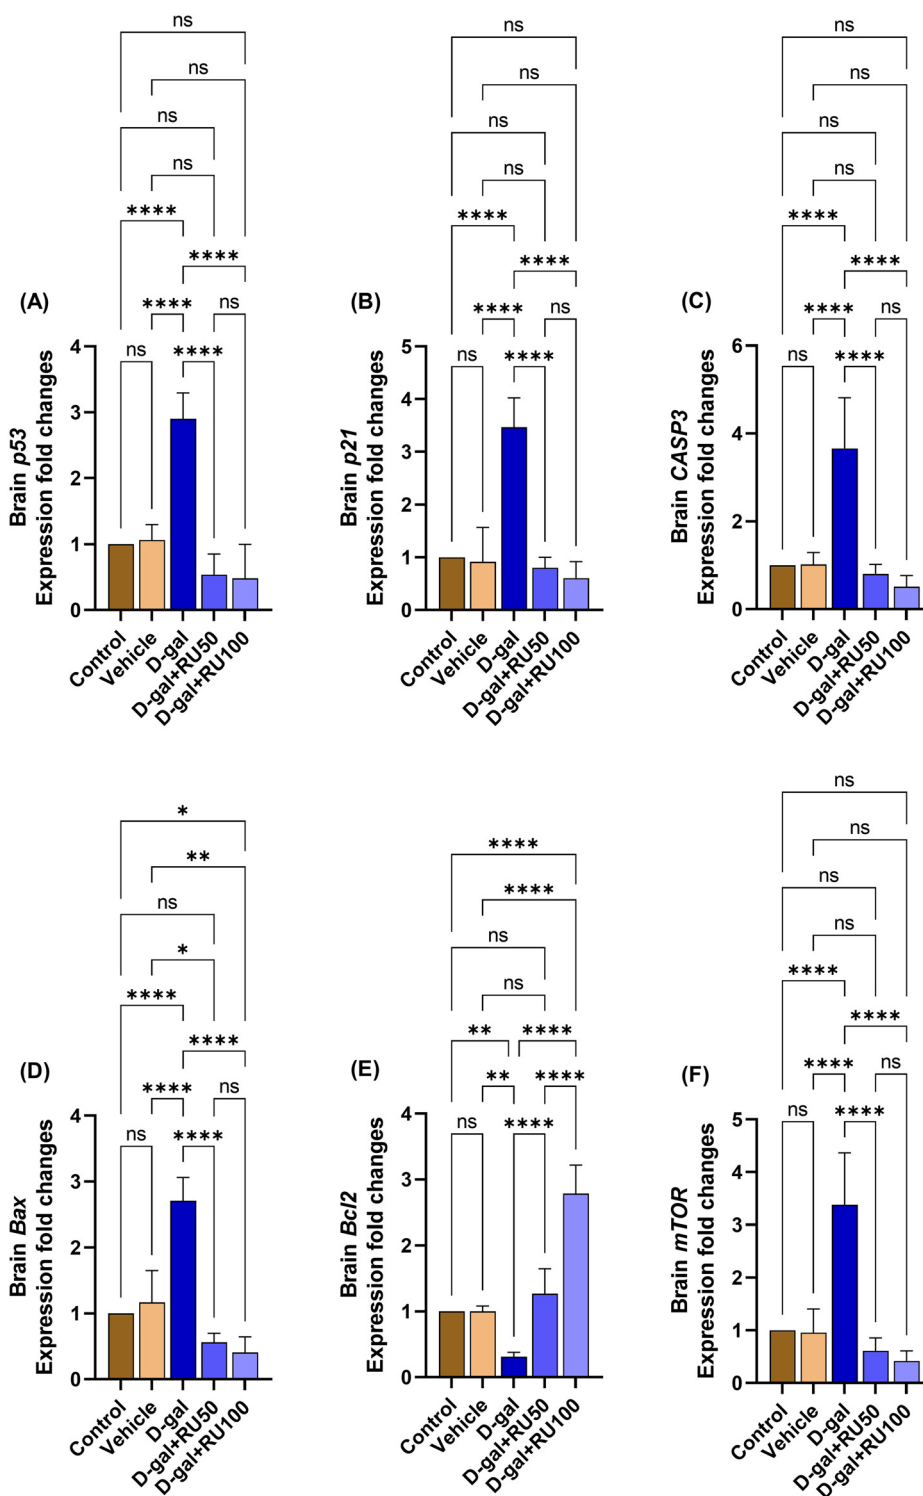 ns
ns
ns
ns
****
****
(A)
****
ns
ns
****
Brain p53
Expression fold changes
4
3
2
1
0
Control
Vehicle
D-gal
D-gal+RU50
D-gal+RU100
ns
ns
ns
ns
****
****
(B)
****
ns
ns
****
Brain p21
Expression fold changes
5
4
3
2
1
0
Control
Vehicle
D-gal
D-gal+RU50
D-gal+RU100
ns
ns
ns
ns
****
****
(C)
****
ns
ns
****
Brain CASP3
Expression fold changes
6
4
2
0
Control
Vehicle
D-gal
D-gal+RU50
D-gal+RU100
*
**
ns
*
****
****
(D)
****
ns
ns
****
Brain Bax
Expression fold changes
4
3
2
1
0
Control
Vehicle
D-gal
D-gal+RU50
D-gal+RU100
****
****
ns
ns
**
****
(E)
**
****
ns
****
Brain Bcl2
Expression fold changes
4
3
2
1
0
Control
Vehicle
D-gal
D-gal+RU50
D-gal+RU100
ns
ns
ns
ns
****
****
(F)
****
ns
ns
****
Brain mTOR
Expression fold changes
5
4
3
2
1
0
Control
Vehicle
D-gal
D-gal+RU50
D-gal+RU100